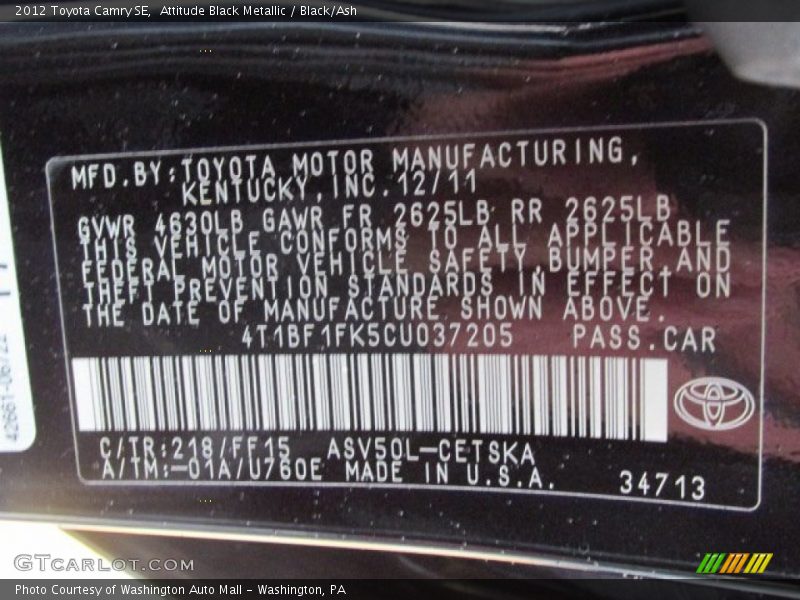 2012 Toyota Camry SE, Attitude Black Metallic / Black/Ash
MFD.BY:TOYOTA MOTOR MANUFACTURING,
KENTUCKY,INC.12/11
GVWR 4630LB GAWR FR 2625LB RR 2625LB
THIS VEHICLE CONFORMS TO ALL APPLICABLE
FEDERAL MOTOR VEHICLE SAFETY,BUMPER,AND
THEFT PREVENTION STANDARDS IN EFFECT ON
THE DATE OF MANUFACTURE SHOWN ABOVE.
4T1BF1FK5CU037205 PASS.CAR
C/TR:218/FF15 ASV50L-CETSKA
A/TM:-01A/U760E MADE IN U.S.A.
34713
GTCARLOT.COM
Photo Courtesy of Washington Auto Mall - Washington, PA